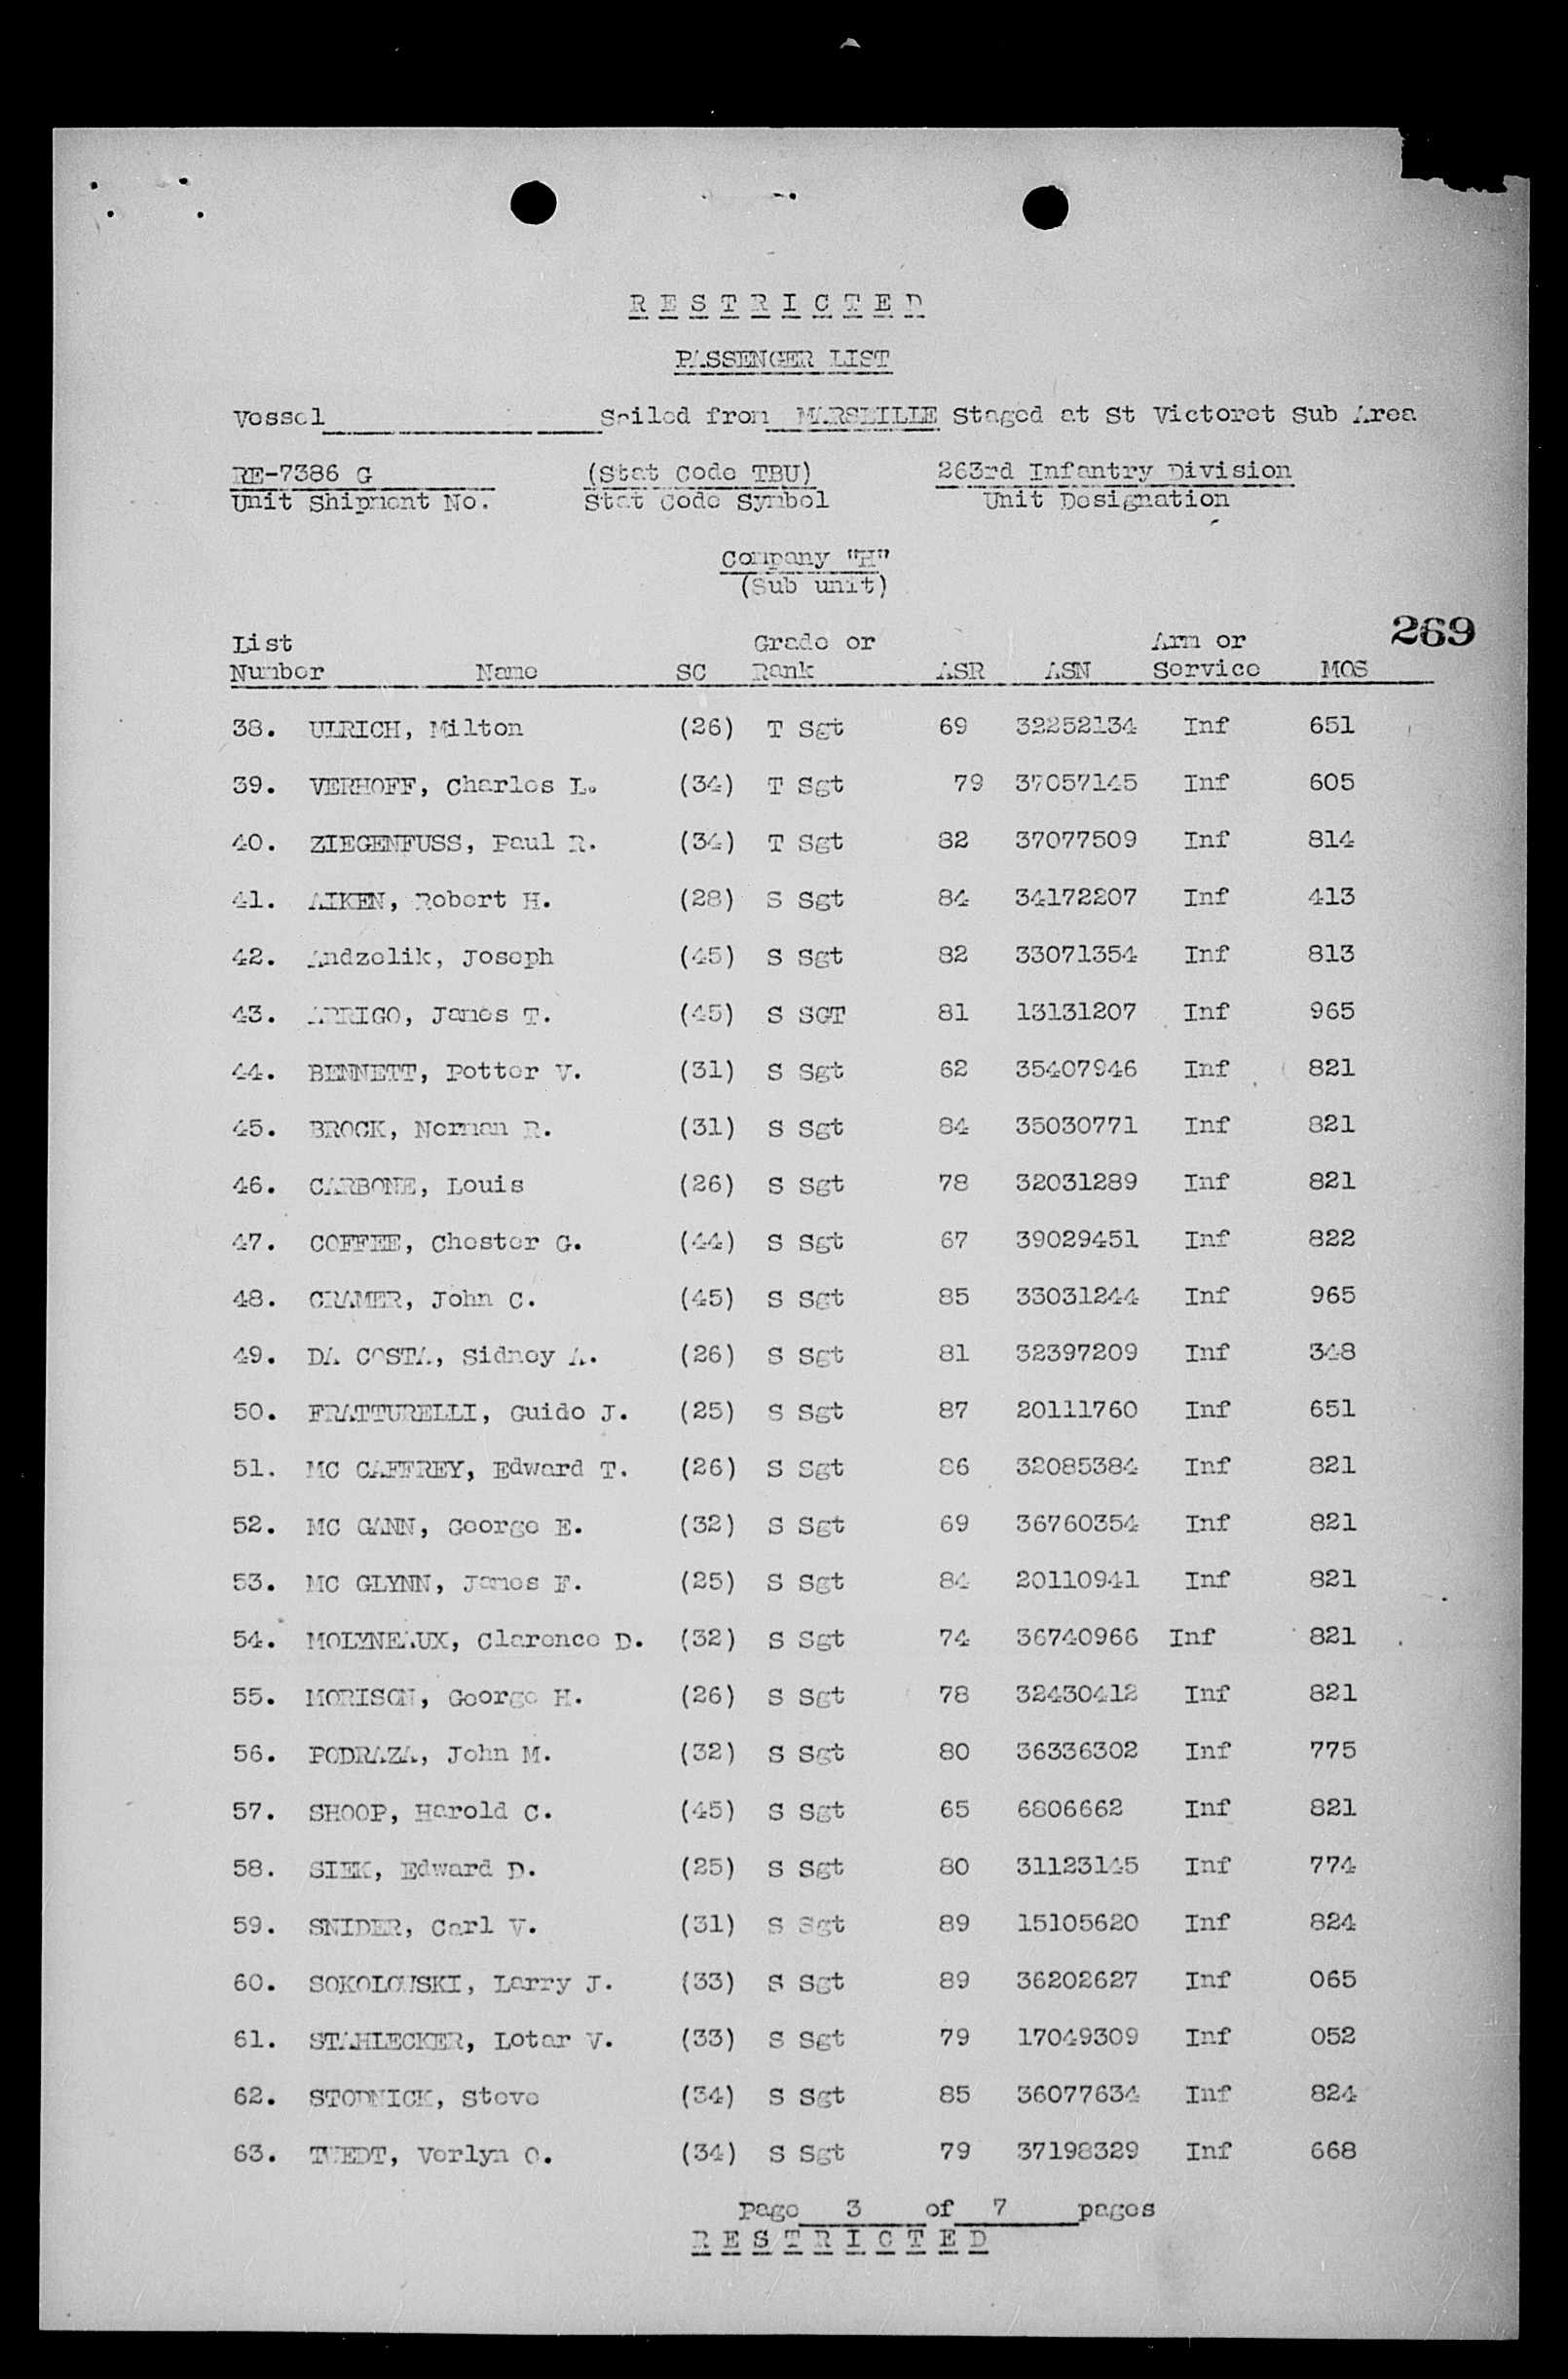 R E S T R I C T E D
PASSENGER LIST
Vessel Sailed from MARSEILLE Staged at St Victoret Sub Area
RE-7386 G (Stat Code TBU) 263rd Infantry Division
Unit Shipment No. Stat Code Symbol Unit Designation
Company "H"
(Sub unit)
269
List Grade or Arm or
Number Name SC Rank ASR ASN Service MOS
38. ULRICH, Milton (26) T Sgt 69 32252134 Inf 651
39. VERHOFF, Charles L. (34) T Sgt 79 37057145 Inf 605
40. ZIEGENFUSS, Paul R. (34) T Sgt 82 37077509 Inf 814
41. AIKEN, Robert H. (28) S Sgt 84 34172207 Inf 413
42. Andzelik, Joseph (45) S Sgt 82 33071354 Inf 813
43. ARRIGO, James T. (45) S SGT 81 13131207 Inf 965
44. BENNETT, Potter V. (31) S Sgt 62 35407946 Inf 821
45. BROCK, Norman R. (31) S Sgt 84 35030771 Inf 821
46. CARBONE, Louis (26) S Sgt 78 32031289 Inf 821
47. COFFEE, Chester G. (44) S Sgt 67 39029451 Inf 822
48. CRAMER, John C. (45) S Sgt 85 33031244 Inf 965
49. DA COSTA, Sidney A. (26) S Sgt 81 32397209 Inf 348
50. FRATTURELLI, Guido J. (25) S Sgt 87 20111760 Inf 651
51. MC CAFFREY, Edward T. (26) S Sgt 86 32085384 Inf 821
52. MC GANN, George E. (32) S Sgt 69 36760354 Inf 821
53. MC GLYNN, James F. (25) S Sgt 84 20110941 Inf 821
54. MOLYNEAUX, Clarence D. (32) S Sgt 74 36740966 Inf 821
55. MORISON, George H. (26) S Sgt 78 32430412 Inf 821
56. PODRAZA, John M. (32) S Sgt 80 36336302 Inf 775
57. SHOOP, Harold C. (45) S Sgt 65 6806662 Inf 821
58. SIEK, Edward D. (25) S Sgt 80 31123145 Inf 774
59. SNIDER, Carl V. (31) S Sgt 89 15105620 Inf 824
60. SOKOLOWSKI, Larry J. (33) S Sgt 89 36202627 Inf 065
61. STAHLECKER, Lotar V. (33) S Sgt 79 17049309 Inf 052
62. STODNICK, Steve (34) S Sgt 85 36077634 Inf 824
63. TWEDT, Verlyn O. (34) S Sgt 79 37198329 Inf 668
Page 3 of 7 pages
R E S T R I C T E D